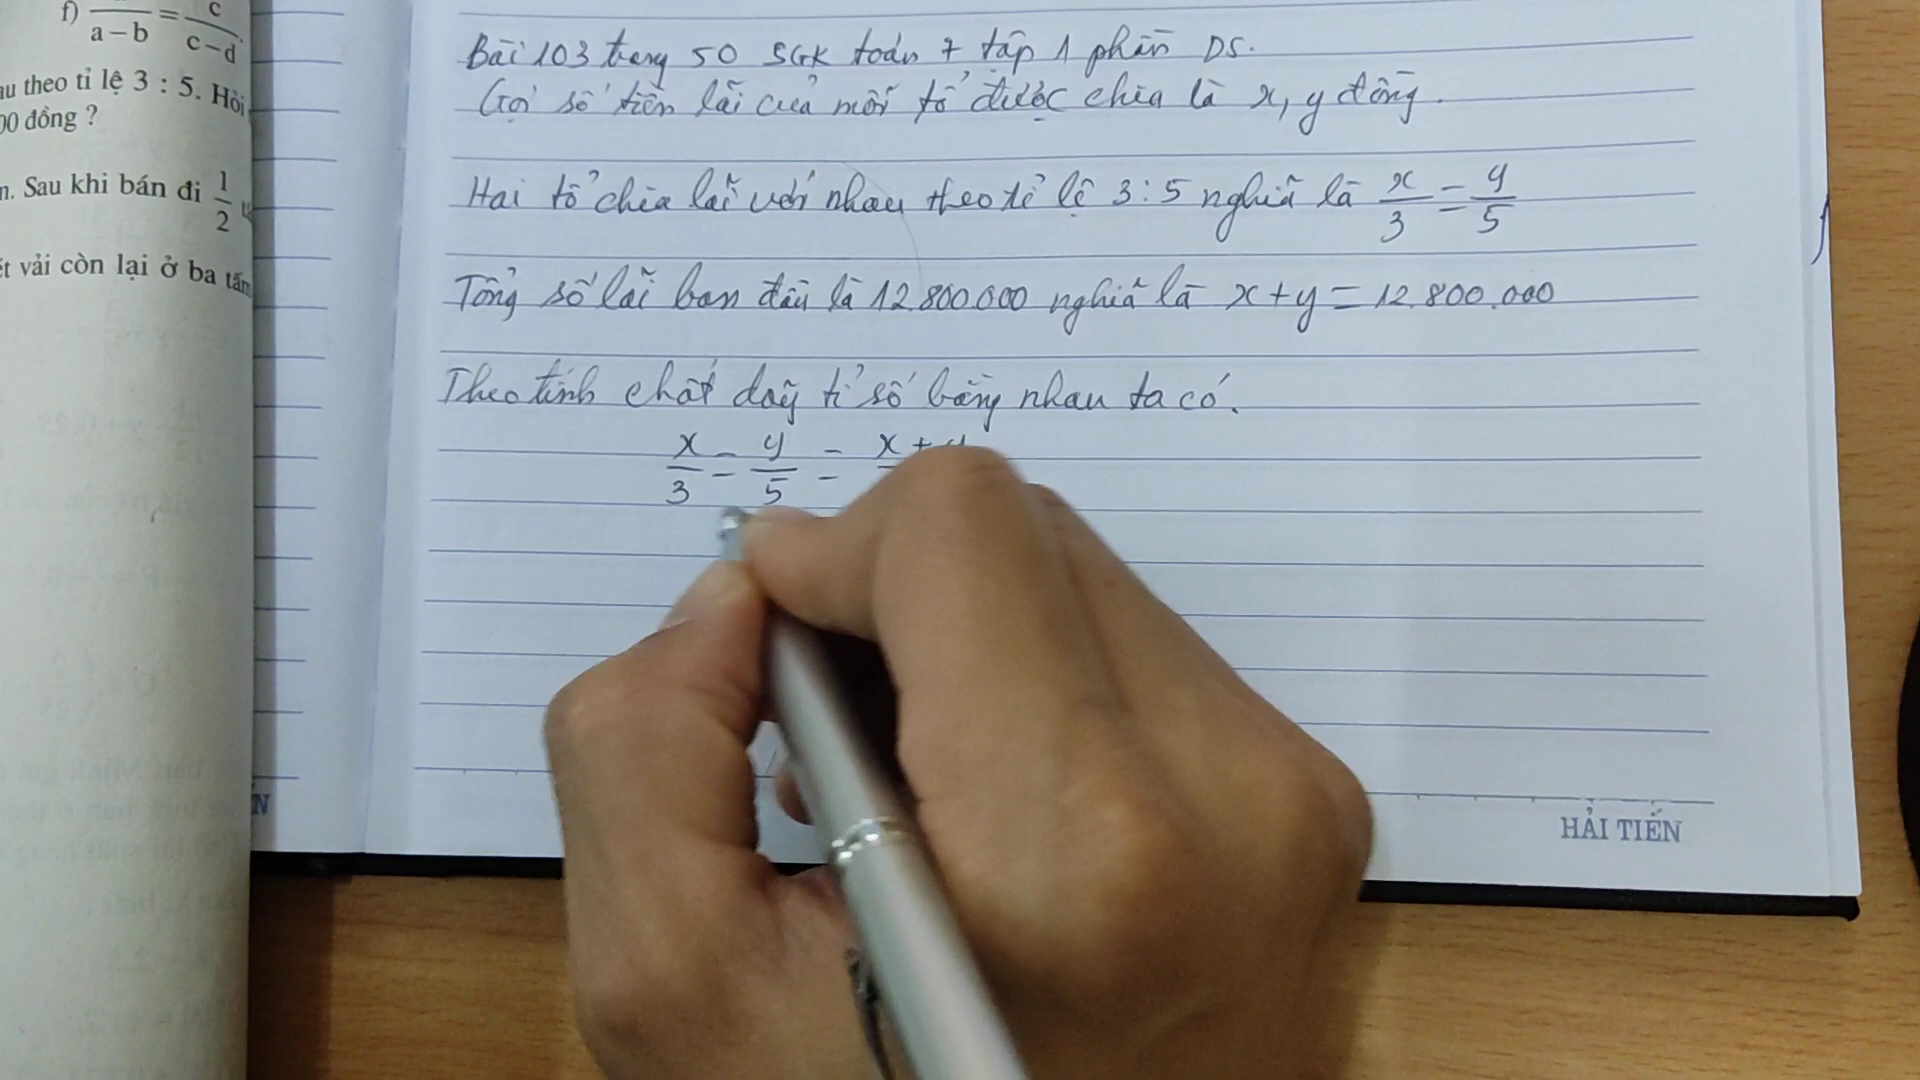 f) a – b = c / c – d
au theo tỉ lệ 3 : 5. Hỏi
00 đồng ?
n. Sau khi bán đi 1/2
ết vải còn lại ở ba tấm
Bài 103 trang 50 SGK toán 7 tập 1 phần DS.
Gọi số tiền lãi của mỗi tổ được chia là x, y đồng.
Hai tổ chia lãi với nhau theo tỉ lệ 3 : 5 nghĩa là x/3 = y/5
Tổng số lãi ban đầu là 12.800.000 nghĩa là x + y = 12.800.000
Theo tính chất dãy tỉ số bằng nhau ta có.
x/3 = y/5 = x + y
HẢI TIẾN